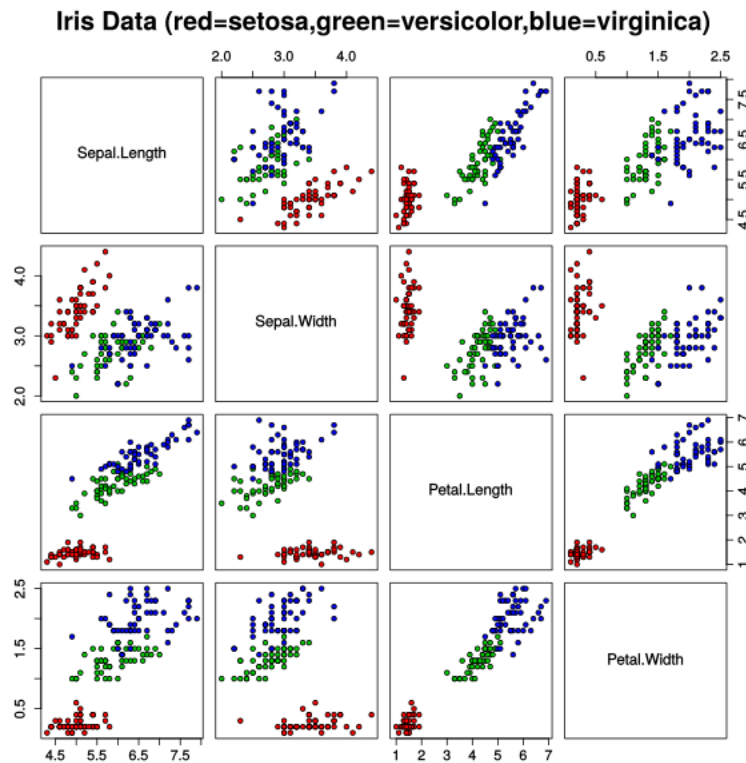 Iris Data (red=setosa,green=versicolor,blue=virginica)
2.0 3.0 4.0
0.5 1.5 2.5
Sepal.Length
4.5 5.5 6.5 7.5
2.0 3.0 4.0
Sepal.Width
Petal.Length
1 2 3 4 5 6 7
0.5 1.5 2.5
Petal.Width
4.5 5.5 6.5 7.5
1 2 3 4 5 6 7